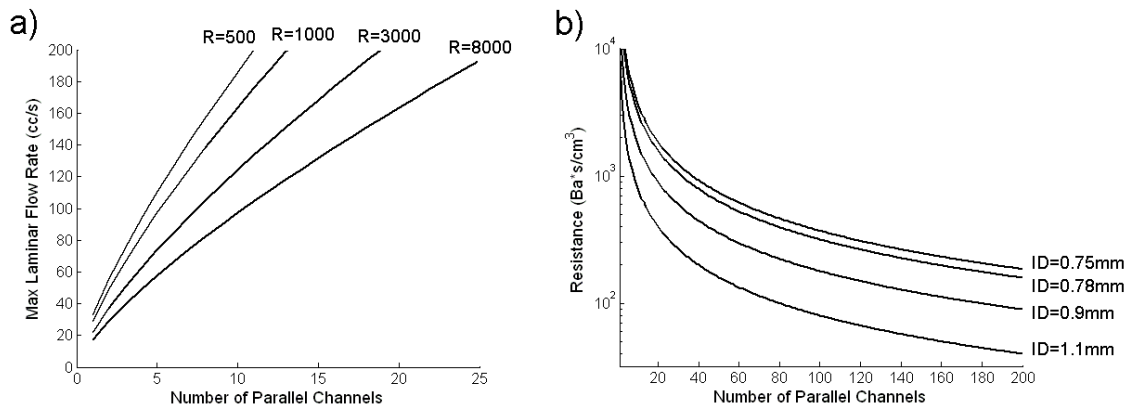 a)
R=500
R=1000
R=3000
R=8000
200
180
160
140
120
100
80
60
40
20
0
Max Laminar Flow Rate (cc/s)
0
5
10
15
20
25
Number of Parallel Channels
b)
10^4
10^3
10^2
Resistance (Ba*s/cm^3)
ID=0.75mm
ID=0.78mm
ID=0.9mm
ID=1.1mm
20 40 60 80 100 120 140 160 180 200
Number of Parallel Channels